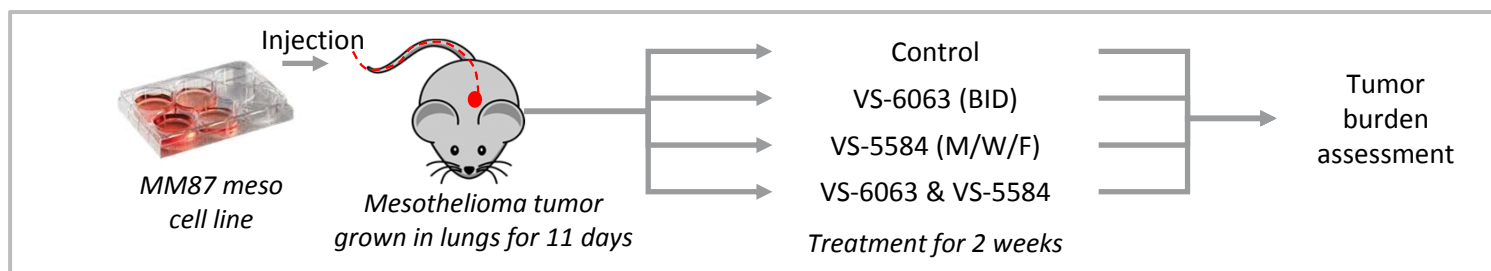 Injection
MM87 meso
cell line
Mesothelioma tumor
grown in lungs for 11 days
Control
VS-6063 (BID)
VS-5584 (M/W/F)
VS-6063 & VS-5584
Treatment for 2 weeks
Tumor
burden
assessment